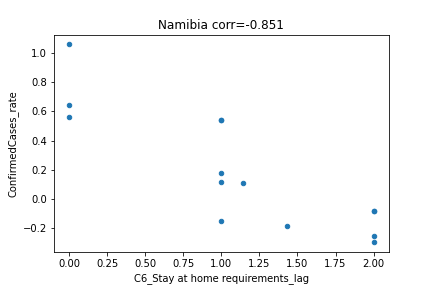 Namibia corr=-0.851
1.0
0.8
0.6
0.4
0.2
0.0
−0.2
ConfirmedCases_rate
0.00 0.25 0.50 0.75 1.00 1.25 1.50 1.75 2.00
C6_Stay at home requirements_lag